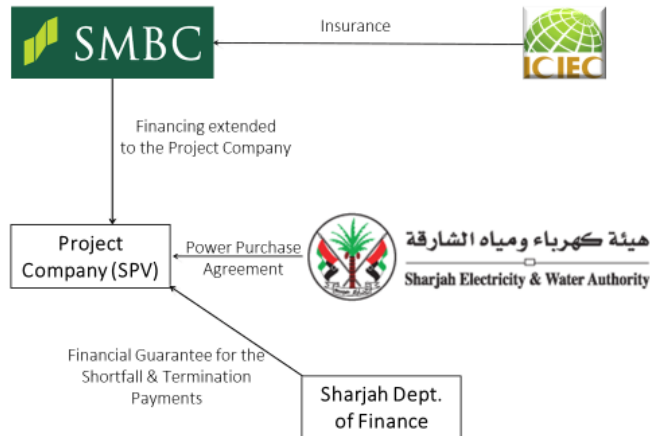 SMBC
Insurance
ICIEC
Financing extended
to the Project Company
Project
Company (SPV)
Power Purchase
Agreement
هيئة كهرباء ومياه الشارقة
Sharjah Electricity & Water Authority
Financial Guarantee for the
Shortfall & Termination
Payments
Sharjah Dept.
of Finance